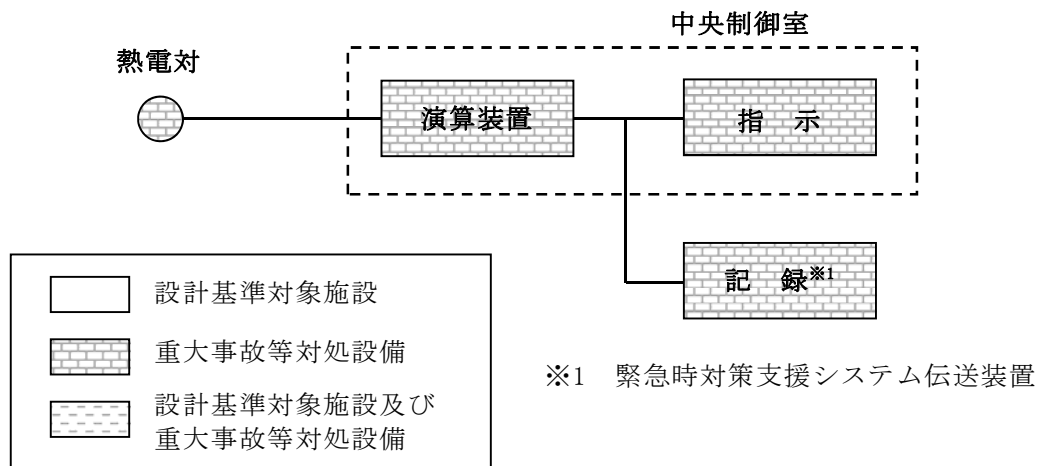 中央制御室
熱電対
演算装置
指 示
記 録※1
設計基準対象施設
重大事故等対処設備
設計基準対象施設及び
重大事故等対処設備
※1 緊急時対策支援システム伝送装置